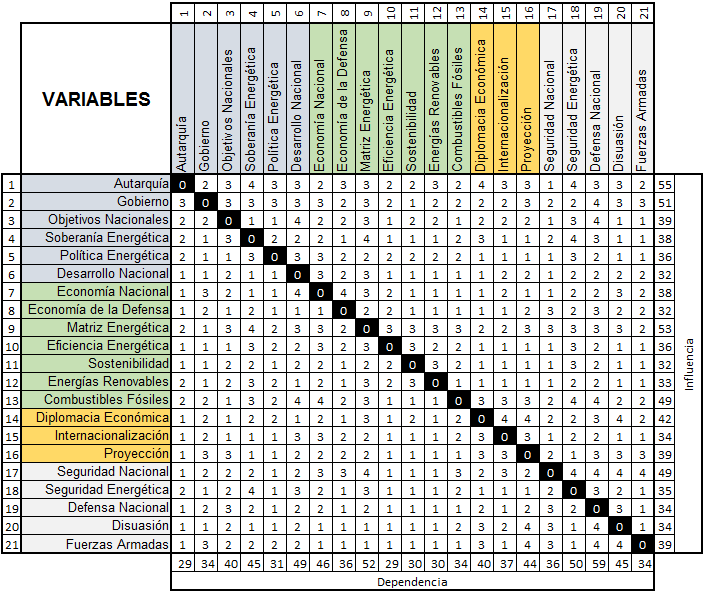 1 2 3 4 5 6 7 8 9 10 11 12 13 14 15 16 17 18 19 20 21
VARIABLES
Autarquía
Gobierno
Objetivos Nacionales
Soberanía Energética
Política Energética
Desarrollo Nacional
Economía Nacional
Economía de la Defensa
Matriz Energética
Eficiencia Energética
Sostenibilidad
Energías Renovables
Combustibles Fósiles
Diplomacia Económica
Internacionalización
Proyección
Seguridad Nacional
Seguridad Energética
Defensa Nacional
Disuasión
Fuerzas Armadas
1 Autarquía 0 2 3 4 3 3 2 3 3 2 2 3 2 4 3 3 1 4 3 3 2 55
2 Gobierno 3 0 3 3 3 3 2 2 3 2 2 2 2 2 2 3 2 2 4 3 3 51
3 Objetivos Nacionales 2 2 0 1 1 4 2 2 3 1 2 2 1 2 2 2 1 3 4 1 1 39
4 Soberanía Energética 2 1 3 0 2 2 2 1 4 1 1 1 2 3 1 1 2 4 3 1 1 38
5 Política Energética 2 1 1 3 0 3 3 2 2 2 2 2 2 1 1 1 1 3 2 1 1 36
6 Desarrollo Nacional 1 1 2 1 1 0 3 2 3 1 1 1 1 1 2 2 1 2 2 2 2 32
7 Economía Nacional 1 3 2 1 1 4 0 4 3 2 1 1 1 1 2 1 1 2 2 3 2 38
8 Economía de la Defensa 1 2 1 2 1 1 1 0 2 2 1 1 1 1 1 2 3 2 3 2 2 32
9 Matriz Energética 2 1 3 4 2 3 3 2 0 3 3 3 3 2 2 3 3 2 3 3 3 53
10 Eficiencia Energética 1 1 1 3 2 2 3 2 3 0 3 2 2 1 1 1 1 3 2 1 1 36
11 Sostenibilidad 1 1 2 2 1 2 2 1 2 2 0 3 2 1 1 1 1 3 2 1 1 32
12 Energías Renovables 1 1 2 3 1 2 2 1 3 2 3 0 1 1 1 1 1 3 2 1 1 33
13 Combustibles Fósiles 2 2 1 3 2 4 4 2 3 1 1 1 0 3 3 3 2 4 4 2 2 49
14 Diplomacia Económica 1 2 1 2 2 1 2 1 3 1 2 1 2 0 4 4 2 2 2 3 4 42
15 Internacionalización 1 2 1 1 1 3 3 2 2 1 1 1 2 3 0 3 1 2 2 1 1 34
16 Proyección 1 3 3 1 1 2 2 2 2 1 1 1 1 3 3 0 2 1 3 3 3 39
17 Seguridad Nacional 1 2 2 2 1 2 3 3 4 1 1 1 3 2 3 2 0 4 4 4 4 49
18 Seguridad Energética 2 1 2 4 1 3 2 1 3 1 1 1 2 1 1 1 2 0 3 2 1 35
19 Defensa Nacional 1 2 3 2 1 2 2 1 2 1 1 1 1 2 1 2 3 2 0 3 1 34
20 Disuasión 1 2 1 1 1 2 2 1 1 1 1 1 1 3 2 4 3 1 4 0 1 34
21 Fuerzas Armadas 1 3 2 2 2 2 1 1 1 1 1 1 1 3 1 4 3 1 4 4 0 39
29 34 40 45 31 49 46 36 52 29 30 30 34 40 37 44 36 50 59 45 34
Influencia
Dependencia